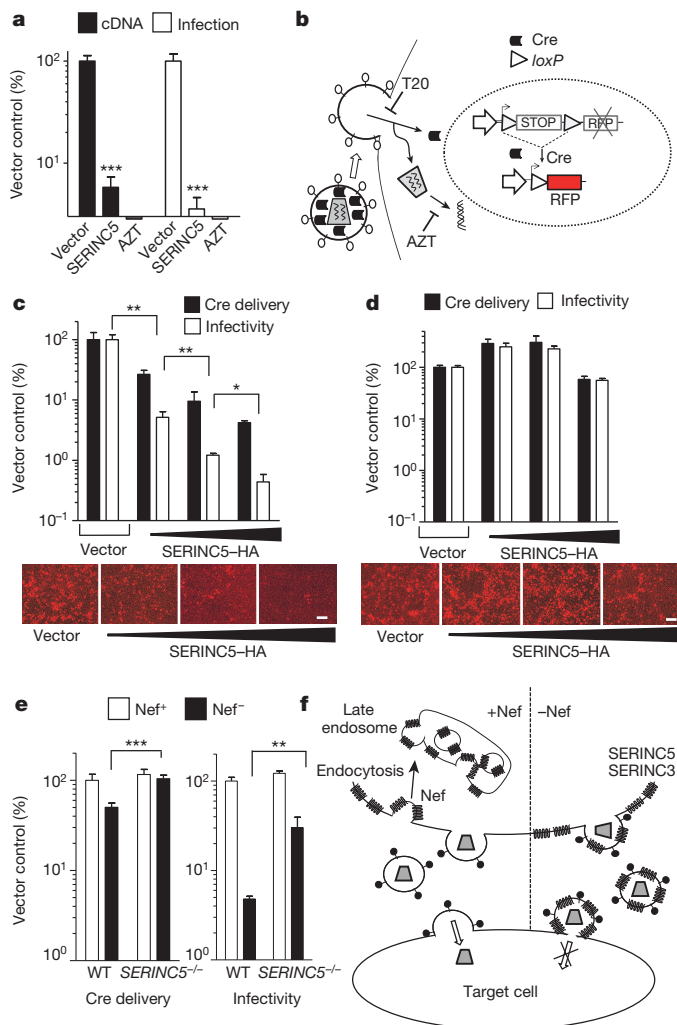 a
cDNA Infection
Vector control (%)
10²
10¹
***
***
Vector
SERINC5
AZT
Vector
SERINC5
AZT
b
Cre
loxP
T20
STOP
RFP
Cre
RFP
AZT
c
Cre delivery
Infectivity
Vector control (%)
10²
10¹
10⁰
10⁻¹
**
**
*
Vector
SERINC5–HA
Vector
SERINC5–HA
d
Cre delivery
Infectivity
Vector control (%)
10²
10¹
10⁰
10⁻¹
Vector
SERINC5–HA
Vector
SERINC5–HA
e
Nef⁺ Nef⁻
Vector control (%)
10²
10¹
10⁰
***
WT SERINC5⁻/⁻
Cre delivery
10²
10¹
10⁰
**
WT SERINC5⁻/⁻
Infectivity
f
Late
endosome
+Nef –Nef
Endocytosis
Nef
SERINC5
SERINC3
Target cell